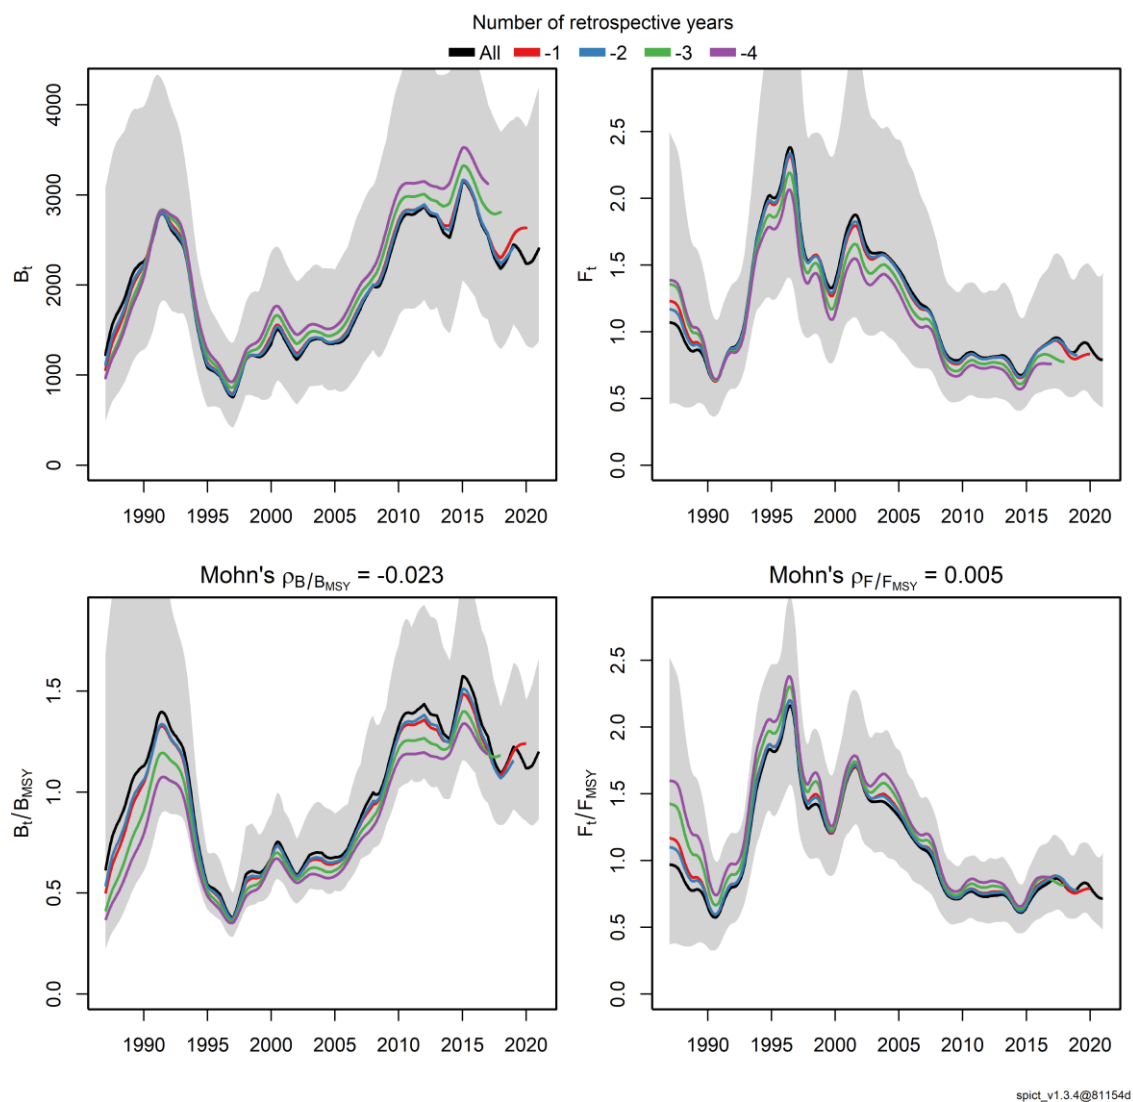 Number of retrospective years
All -1 -2 -3 -4
Bt
0 1000 2000 3000 4000
1990 1995 2000 2005 2010 2015 2020
Ft
0.0 0.5 1.0 1.5 2.0 2.5
1990 1995 2000 2005 2010 2015 2020
Mohn's ρB/BMSY = -0.023
Bt/BMSY
0.0 0.5 1.0 1.5
1990 1995 2000 2005 2010 2015 2020
Mohn's ρF/FMSY = 0.005
Ft/FMSY
0.0 0.5 1.0 1.5 2.0 2.5
1990 1995 2000 2005 2010 2015 2020
spict_v1.3.4@81154d